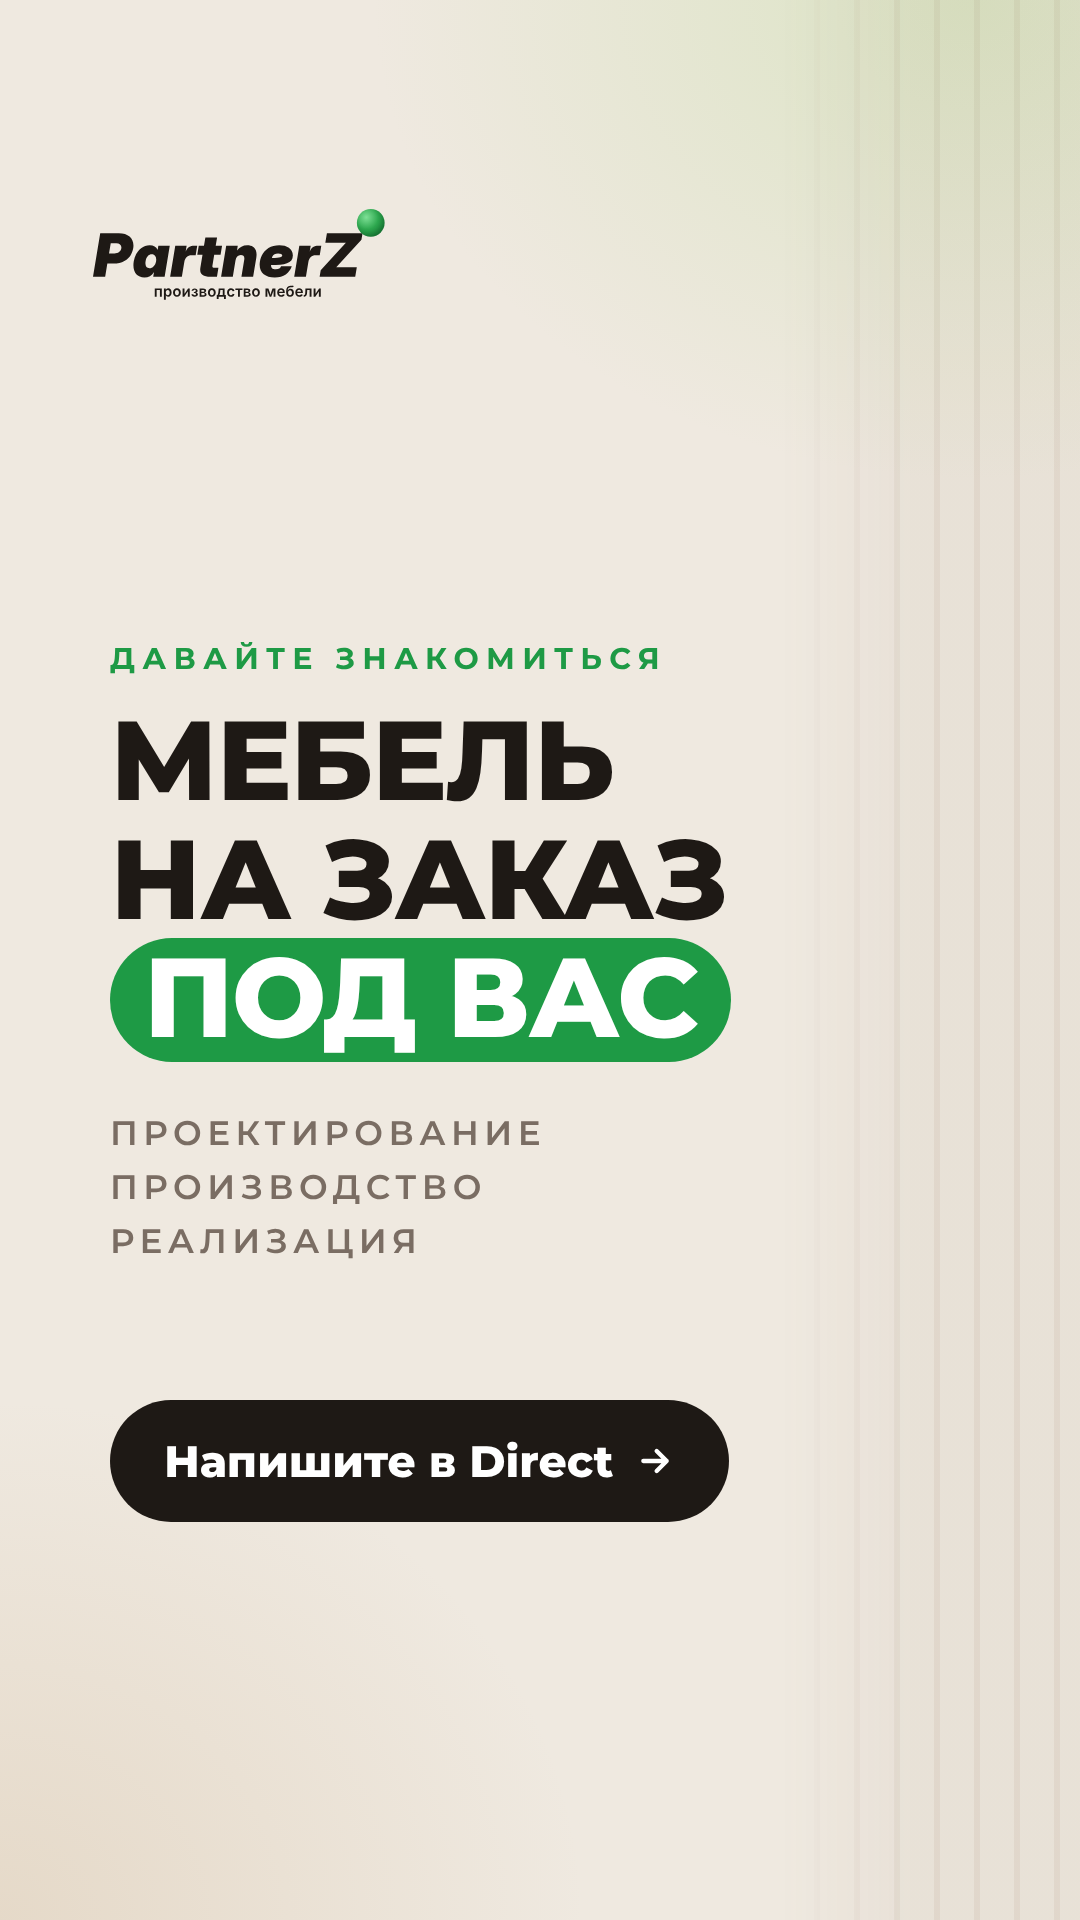 PartnerZ
производство мебели
ДАВАЙТЕ ЗНАКОМИТЬСЯ
МЕБЕЛЬ
НА ЗАКАЗ
ПОД ВАС
ПРОЕКТИРОВАНИЕ
ПРОИЗВОДСТВО
РЕАЛИЗАЦИЯ
Напишите в Direct →